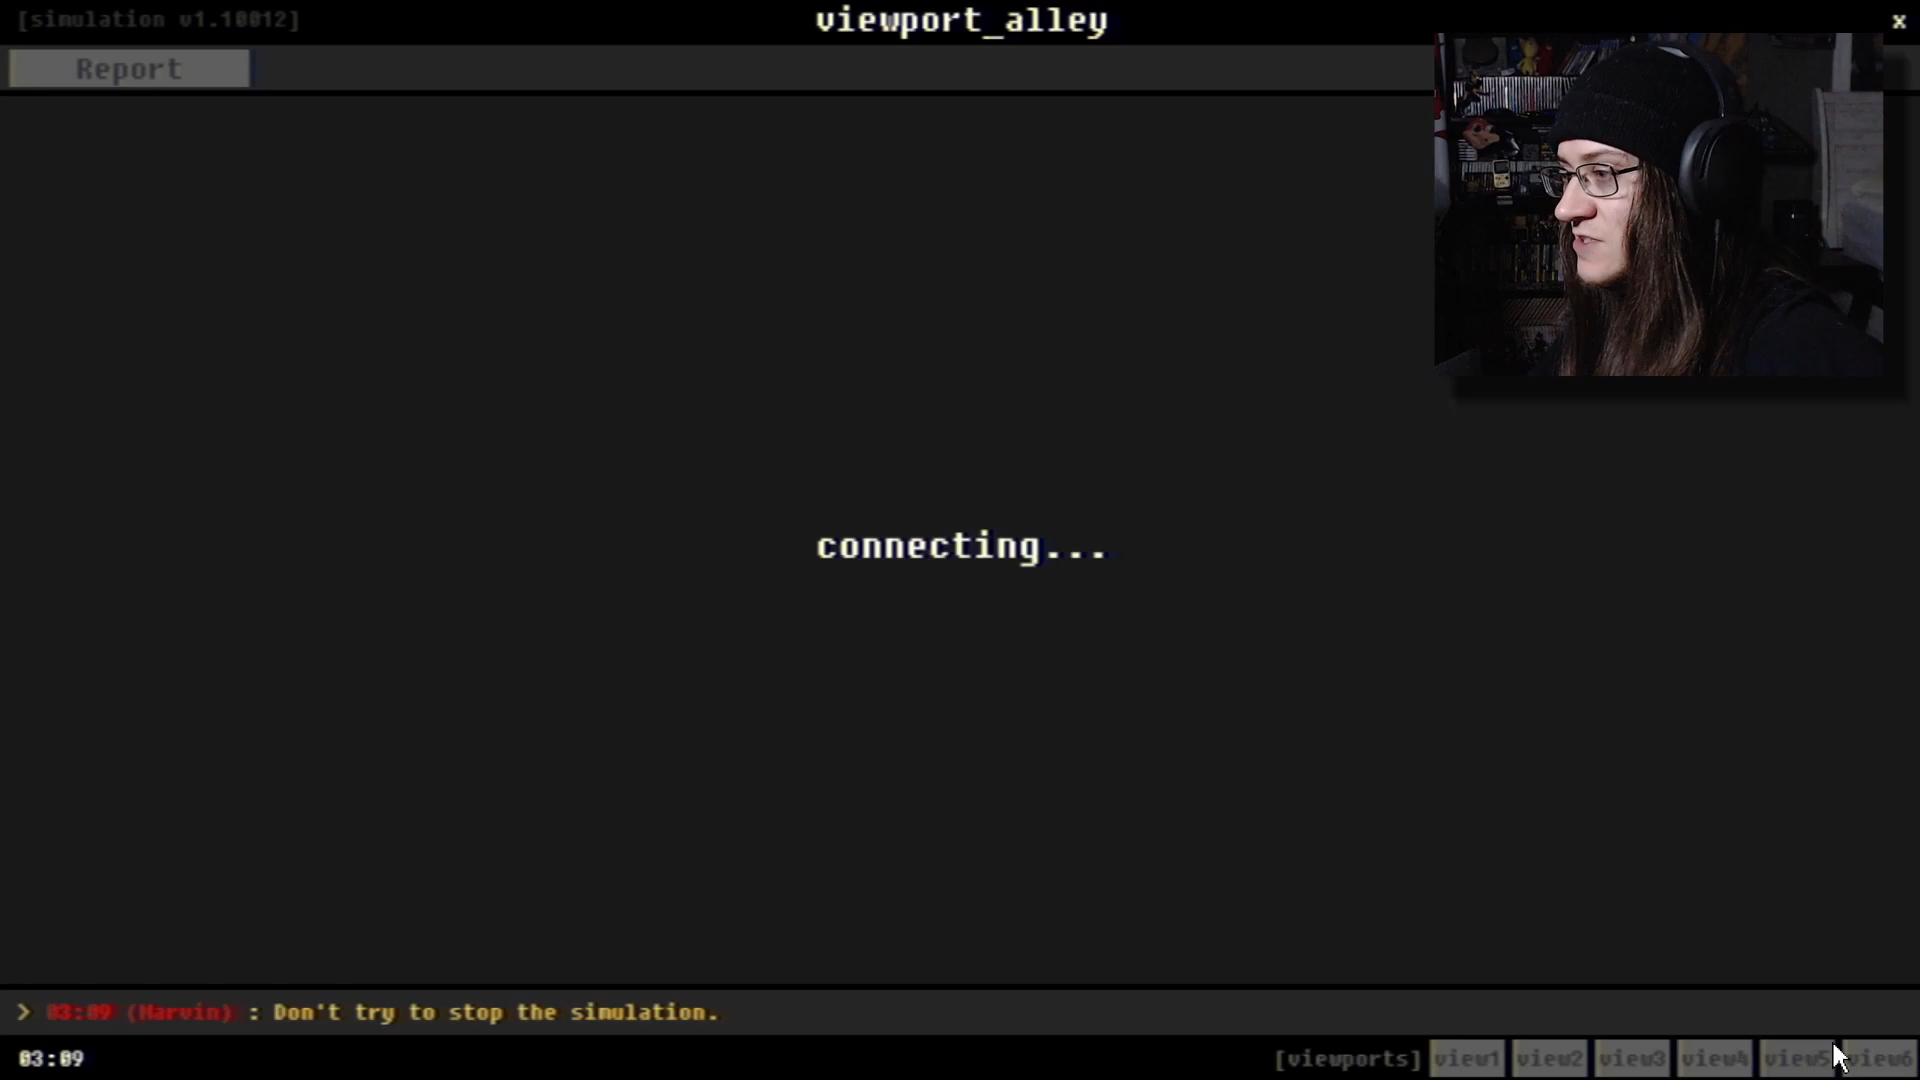 [simulation v1.10012]
viewport_alley
x
Report
connecting...
> 03:09 (Marvin) : Don't try to stop the simulation.
03:09
[viewports] view1 view2 view3 view4 view5 view6